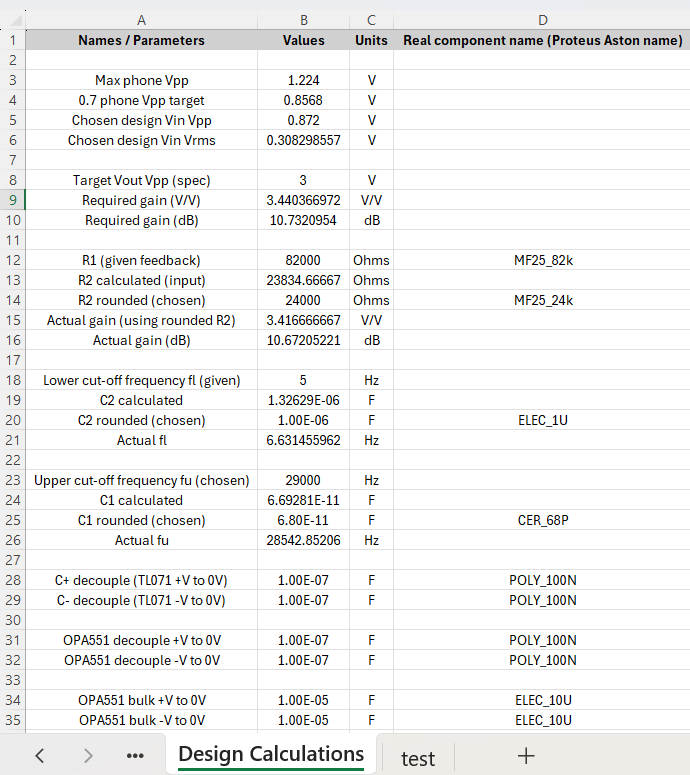 A B C D
1 Names / Parameters Values Units Real component name (Proteus Aston name)
2
3 Max phone Vpp 1.224 V
4 0.7 phone Vpp target 0.8568 V
5 Chosen design Vin Vpp 0.872 V
6 Chosen design Vin Vrms 0.308298557 V
7
8 Target Vout Vpp (spec) 3 V
9 Required gain (V/V) 3.440366972 V/V
10 Required gain (dB) 10.7320954 dB
11
12 R1 (given feedback) 82000 Ohms MF25_82k
13 R2 calculated (input) 23834.66667 Ohms
14 R2 rounded (chosen) 24000 Ohms MF25_24k
15 Actual gain (using rounded R2) 3.416666667 V/V
16 Actual gain (dB) 10.67205221 dB
17
18 Lower cut-off frequency fl (given) 5 Hz
19 C2 calculated 1.32629E-06 F
20 C2 rounded (chosen) 1.00E-06 F ELEC_1U
21 Actual fl 6.631455962 Hz
22
23 Upper cut-off frequency fu (chosen) 29000 Hz
24 C1 calculated 6.69281E-11 F
25 C1 rounded (chosen) 6.80E-11 F CER_68P
26 Actual fu 28542.85206 Hz
27
28 C+ decouple (TL071 +V to 0V) 1.00E-07 F POLY_100N
29 C- decouple (TL071 -V to 0V) 1.00E-07 F POLY_100N
30
31 OPA551 decouple +V to 0V 1.00E-07 F POLY_100N
32 OPA551 decouple -V to 0V 1.00E-07 F POLY_100N
33
34 OPA551 bulk +V to 0V 1.00E-05 F ELEC_10U
35 OPA551 bulk -V to 0V 1.00E-05 F ELEC_10U
Design Calculations test